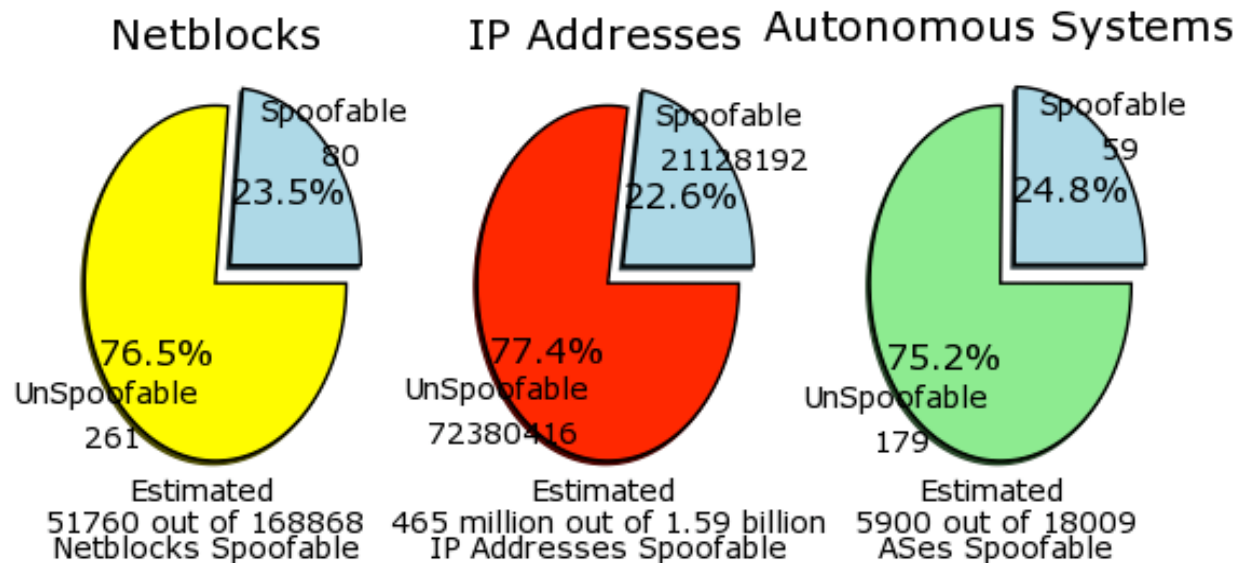 Netblocks
Spoofable
80
23.5%
76.5%
UnSpoofable
261
Estimated
51760 out of 168868
Netblocks Spoofable
IP Addresses
Spoofable
21128192
22.6%
77.4%
UnSpoofable
72380416
Estimated
465 million out of 1.59 billion
IP Addresses Spoofable
Autonomous Systems
Spoofable
59
24.8%
75.2%
UnSpoofable
179
Estimated
5900 out of 18009
ASes Spoofable